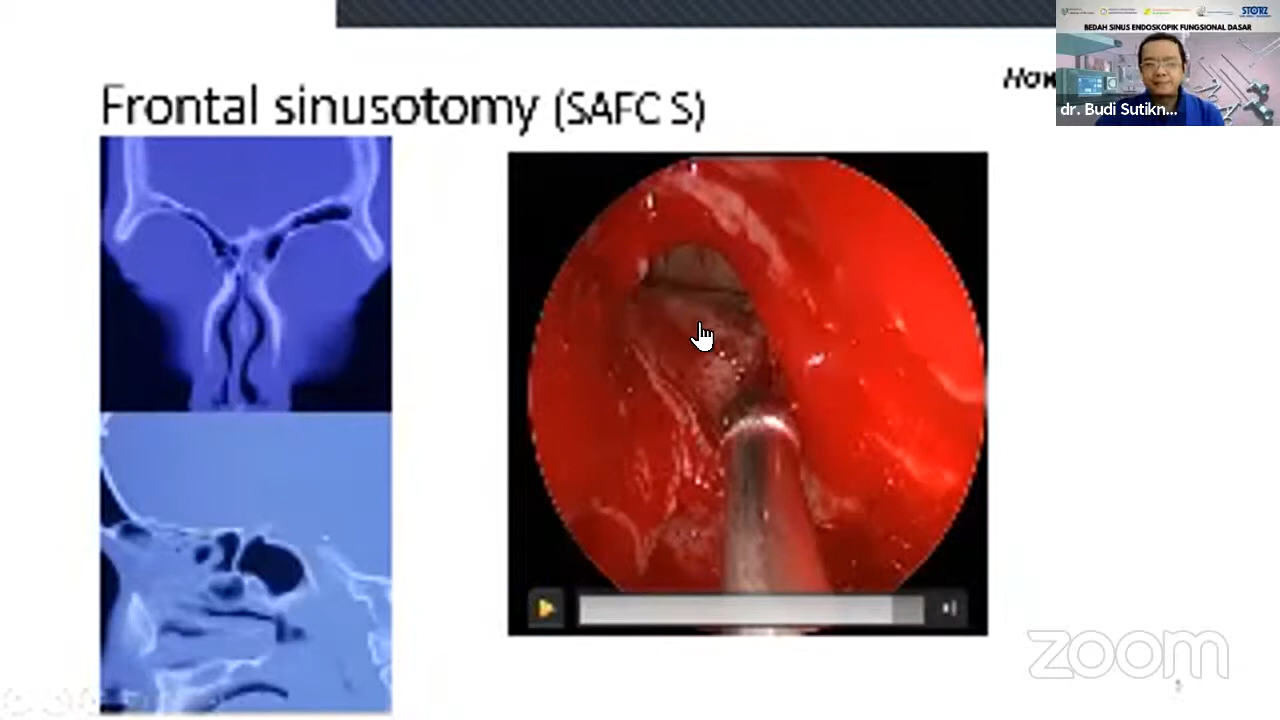 STORZ
BEDAH SINUS ENDOSKOPIK FUNGSIONAL DASAR
How
Frontal sinusotomy (SAFC S)
dr. Budi Sutikn...
zoom